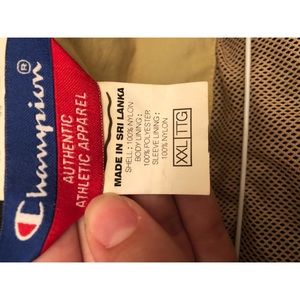 Champion®
AUTHENTIC
ATHLETIC APPAREL
MADE IN SRI LANKA
SHELL : 100% NYLON
BODY LINING :
100% POLYESTER
SLEEVE LINING :
100% NYLON
XXL TTG